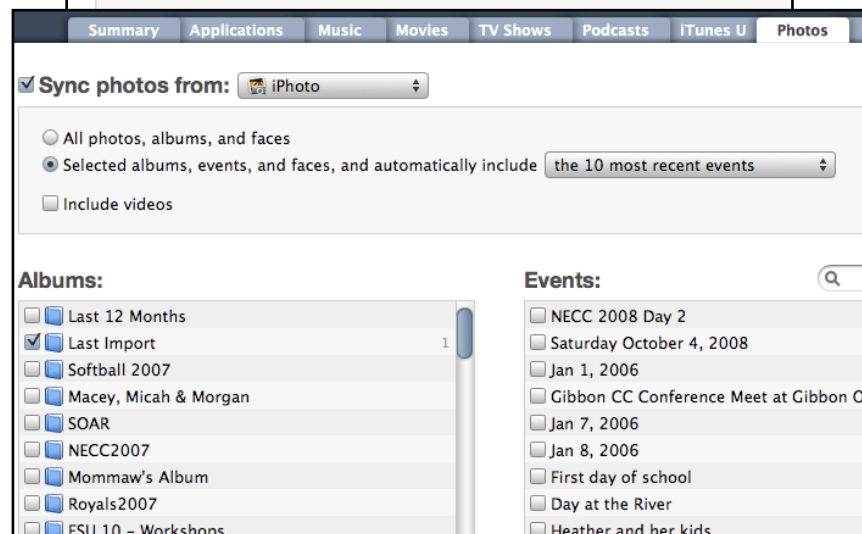 Summary Applications Music Movies TV Shows Podcasts iTunes U Photos
Sync photos from: iPhoto
All photos, albums, and faces
Selected albums, events, and faces, and automatically include the 10 most recent events
Include videos
Albums:
Last 12 Months
Last Import 1
Softball 2007
Macey, Micah & Morgan
SOAR
NECC2007
Mommaw's Album
Royals2007
ESU 10 – Workshops
Events:
NECC 2008 Day 2
Saturday October 4, 2008
Jan 1, 2006
Gibbon CC Conference Meet at Gibbon
Jan 7, 2006
Jan 8, 2006
First day of school
Day at the River
Heather and her kids